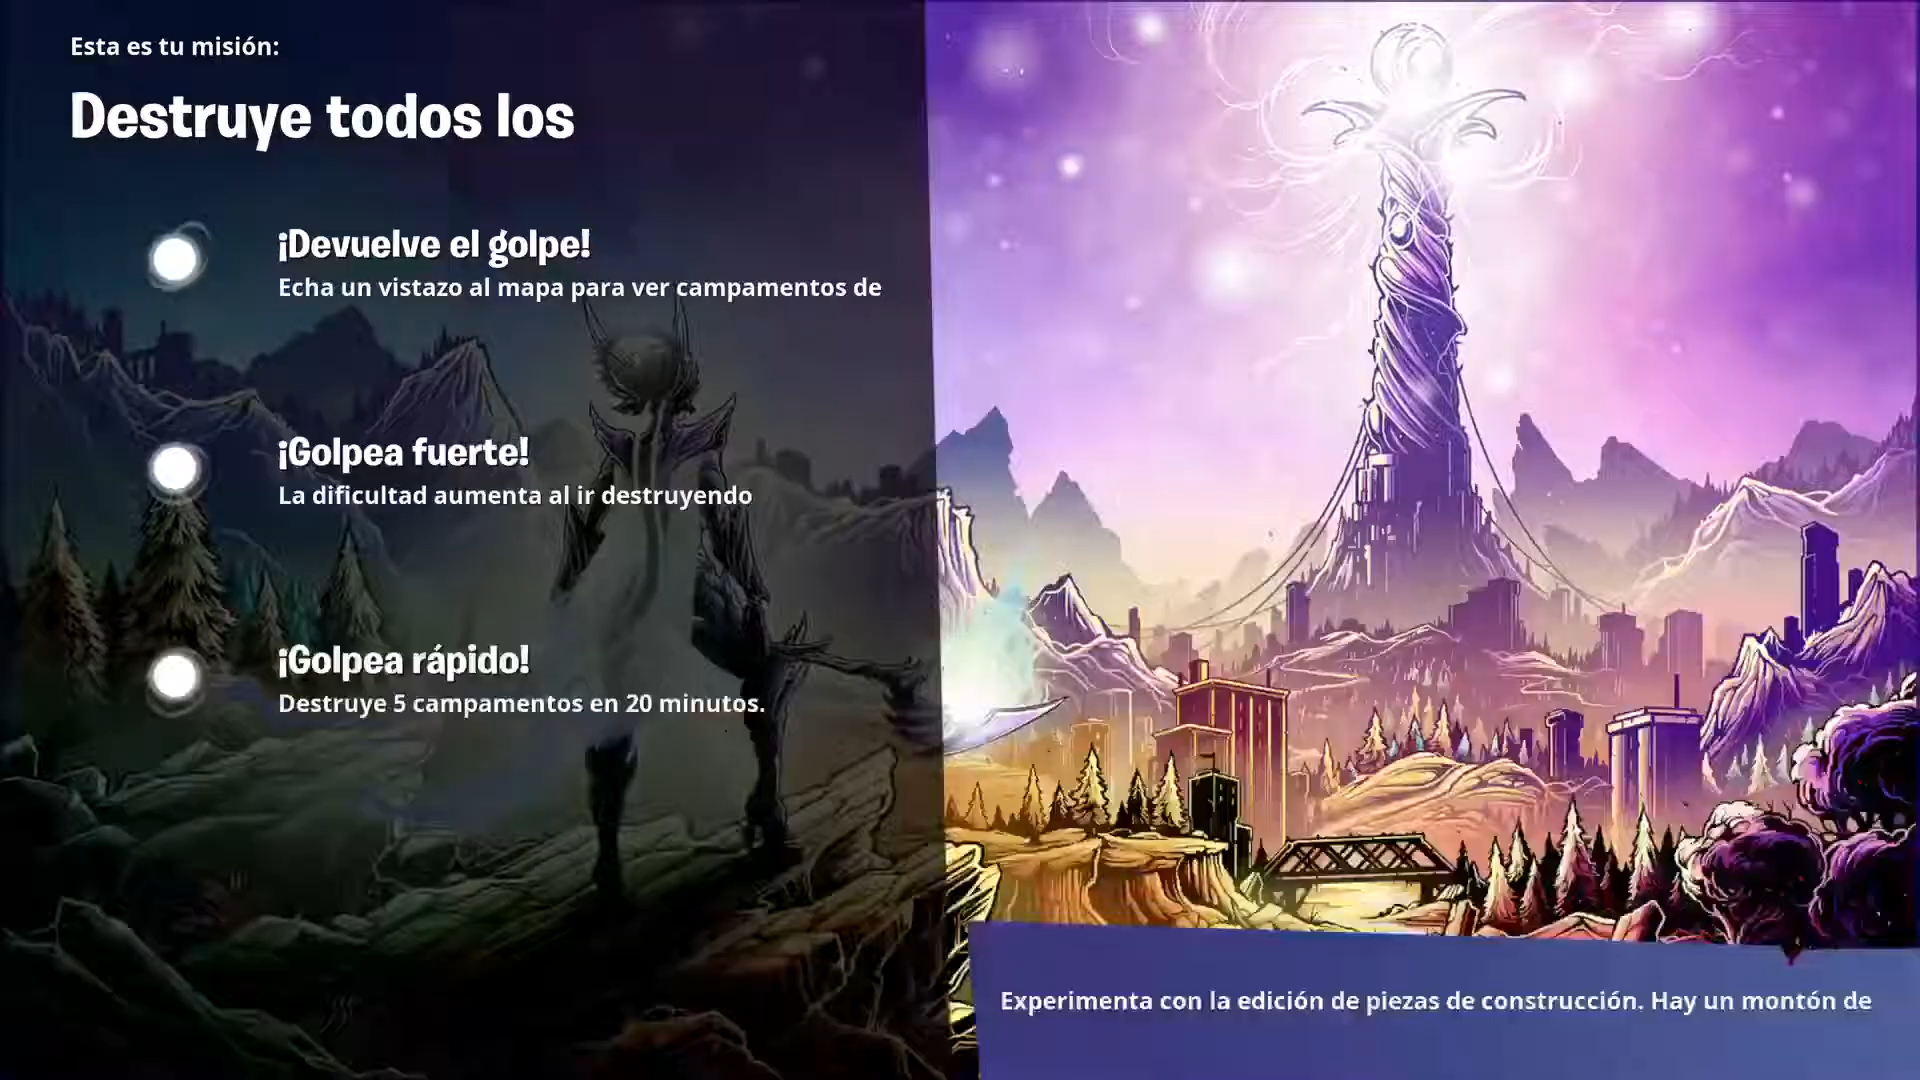 Esta es tu misión:
Destruye todos los
¡Devuelve el golpe!
Echa un vistazo al mapa para ver campamentos de
¡Golpea fuerte!
La dificultad aumenta al ir destruyendo
¡Golpea rápido!
Destruye 5 campamentos en 20 minutos.
Experimenta con la edición de piezas de construcción. Hay un montón de